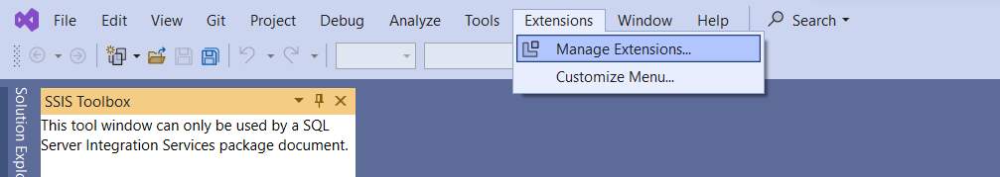 File Edit View Git Project Debug Analyze Tools Extensions Window Help Search
Manage Extensions...
Customize Menu...
Solution Explo
SSIS Toolbox
This tool window can only be used by a SQL
Server Integration Services package document.